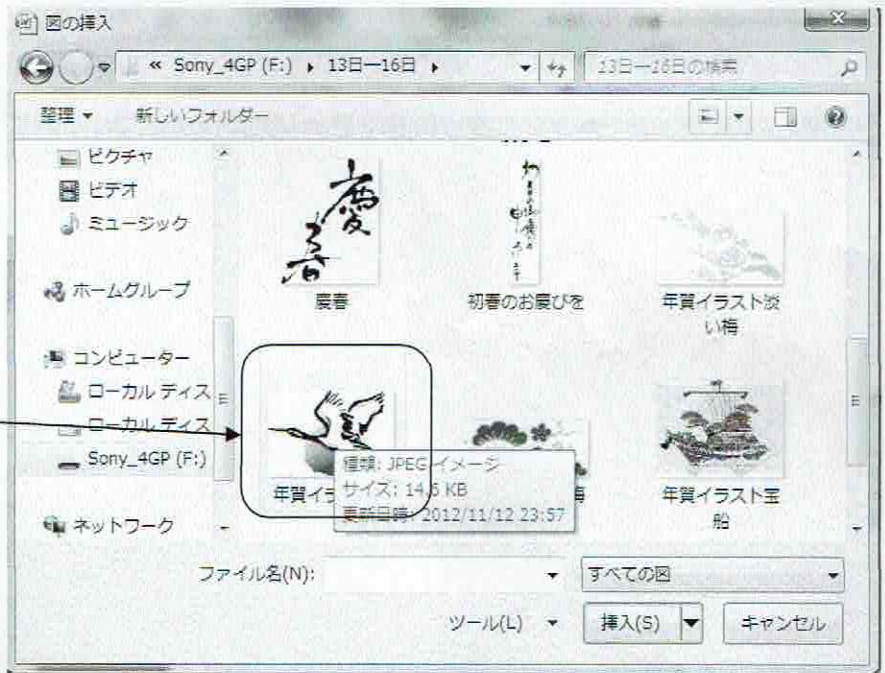 図の挿入
« Sony_4GP (F:) ▸ 13日―16日 ▸
13日―16日の検索
整理 ▼ 新しいフォルダー
ピクチャ
ビデオ
ミュージック
ホームグループ
コンピューター
ローカル ディス
ローカル ディス
Sony_4GP (F:)
ネットワーク
慶春
慶春
初春のお慶びを
年賀イラスト淡
い梅
年賀イラ
種類: JPEG イメージ
サイズ: 14.5 KB
更新日時: 2012/11/12 23:57
年賀イラスト宝
船
ファイル名(N):
すべての図
ツール(L) ▼
挿入(S)
キャンセル